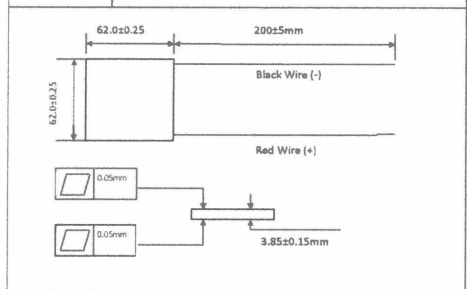 62.0±0.25
200±5mm
Black Wire (-)
62.0±0.25
Red Wire (+)
0.05mm
0.05mm
3.85±0.15mm